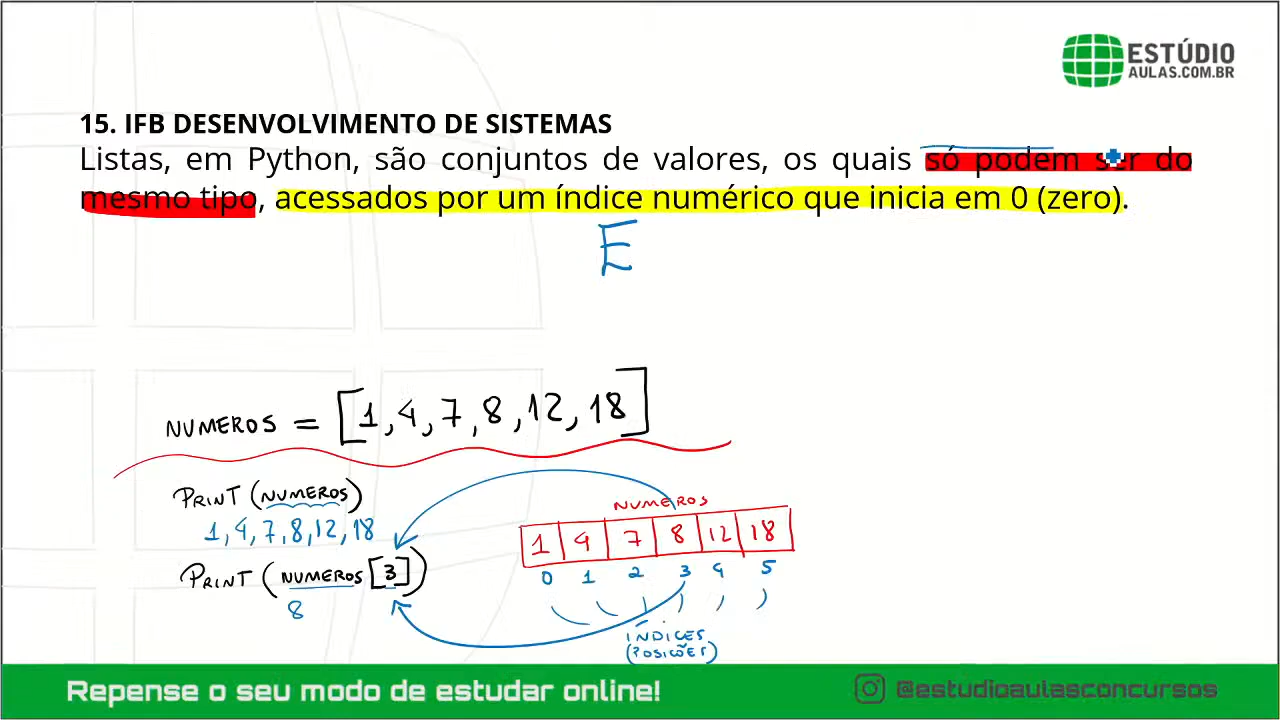 ESTÚDIO
AULAS.COM.BR
15. IFB DESENVOLVIMENTO DE SISTEMAS
Listas, em Python, são conjuntos de valores, os quais só podem ser do
mesmo tipo, acessados por um índice numérico que inicia em 0 (zero).
E
NUMEROS = [1,4,7,8,12,18]
PRINT (NUMEROS)
1,4,7,8,12,18
PRINT (NUMEROS[3])
8
NUMEROS
1 4 7 8 12 18
0 1 2 3 4 5
ÍNDICES
(POSIÇÕES)
Repense o seu modo de estudar online!
@estudioaulasconcursos